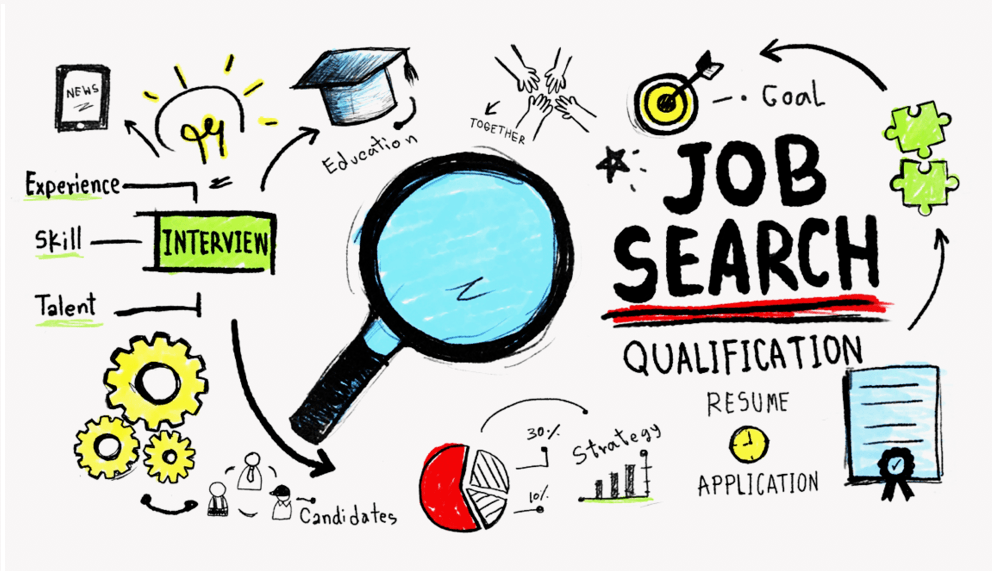 NEWS
Experience
Skill
Talent
INTERVIEW
Education
TOGETHER
Goal
JOB
SEARCH
QUALIFICATION
RESUME
APPLICATION
Candidates
30%
10%
Strategy